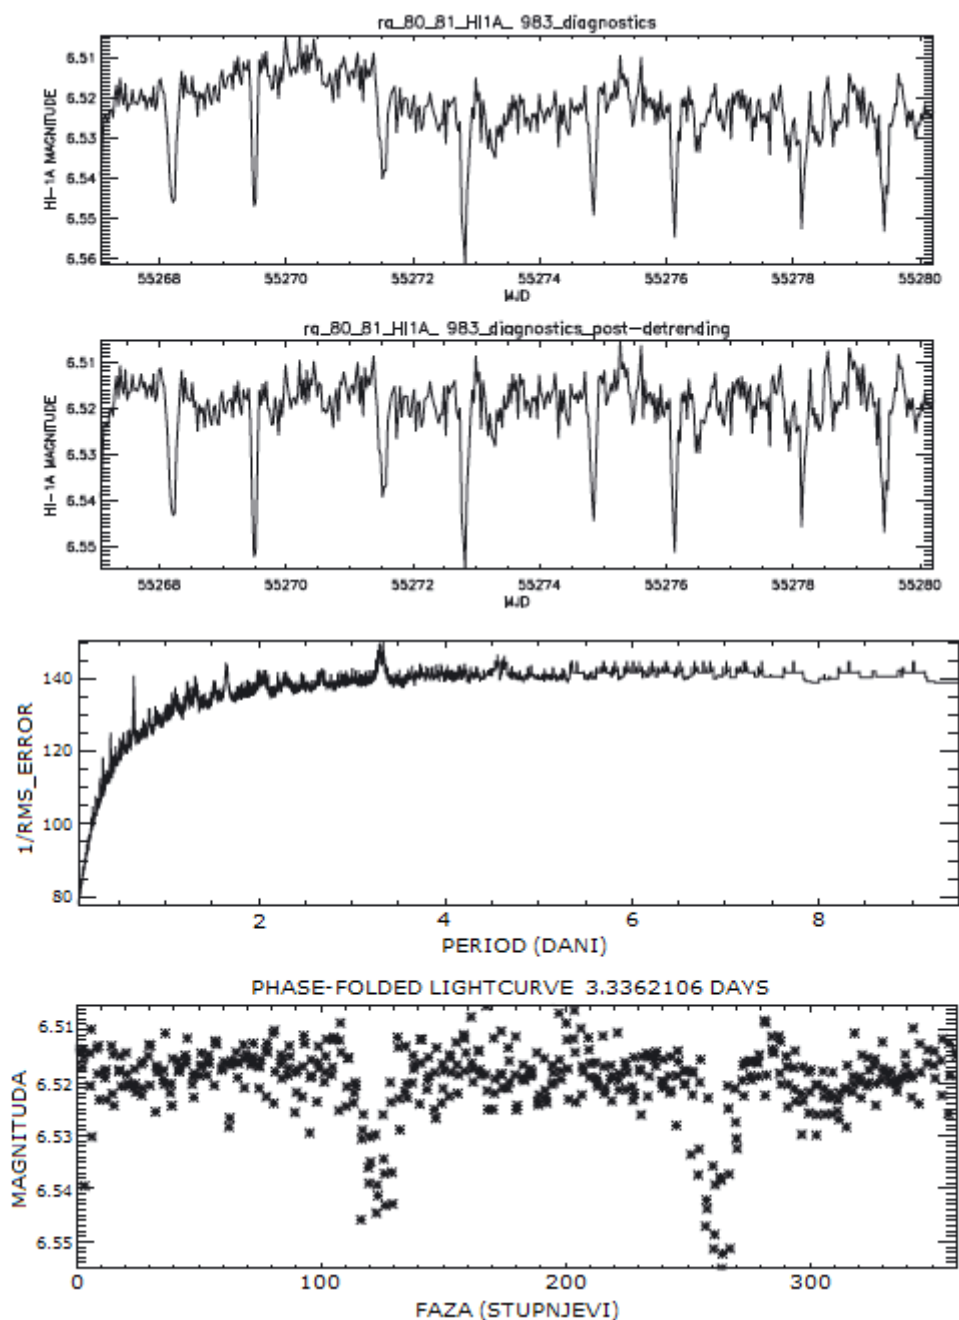 ra_80_81_HI1A_ 983_diagnostics
6.51
6.52
6.53
6.54
6.55
6.56
HI-1A MAGNITUDE
55268 55270 55272 55274 55276 55278 55280
MJD
ra_80_81_HI1A_ 983_diagnostics_post-detrending
6.51
6.52
6.53
6.54
6.55
HI-1A MAGNITUDE
55268 55270 55272 55274 55276 55278 55280
MJD
140
120
100
80
1/RMS_ERROR
2 4 6 8
PERIOD (DANI)
PHASE-FOLDED LIGHTCURVE 3.3362106 DAYS
6.51
6.52
6.53
6.54
6.55
MAGNITUDA
0 100 200 300
FAZA (STUPNJEVI)